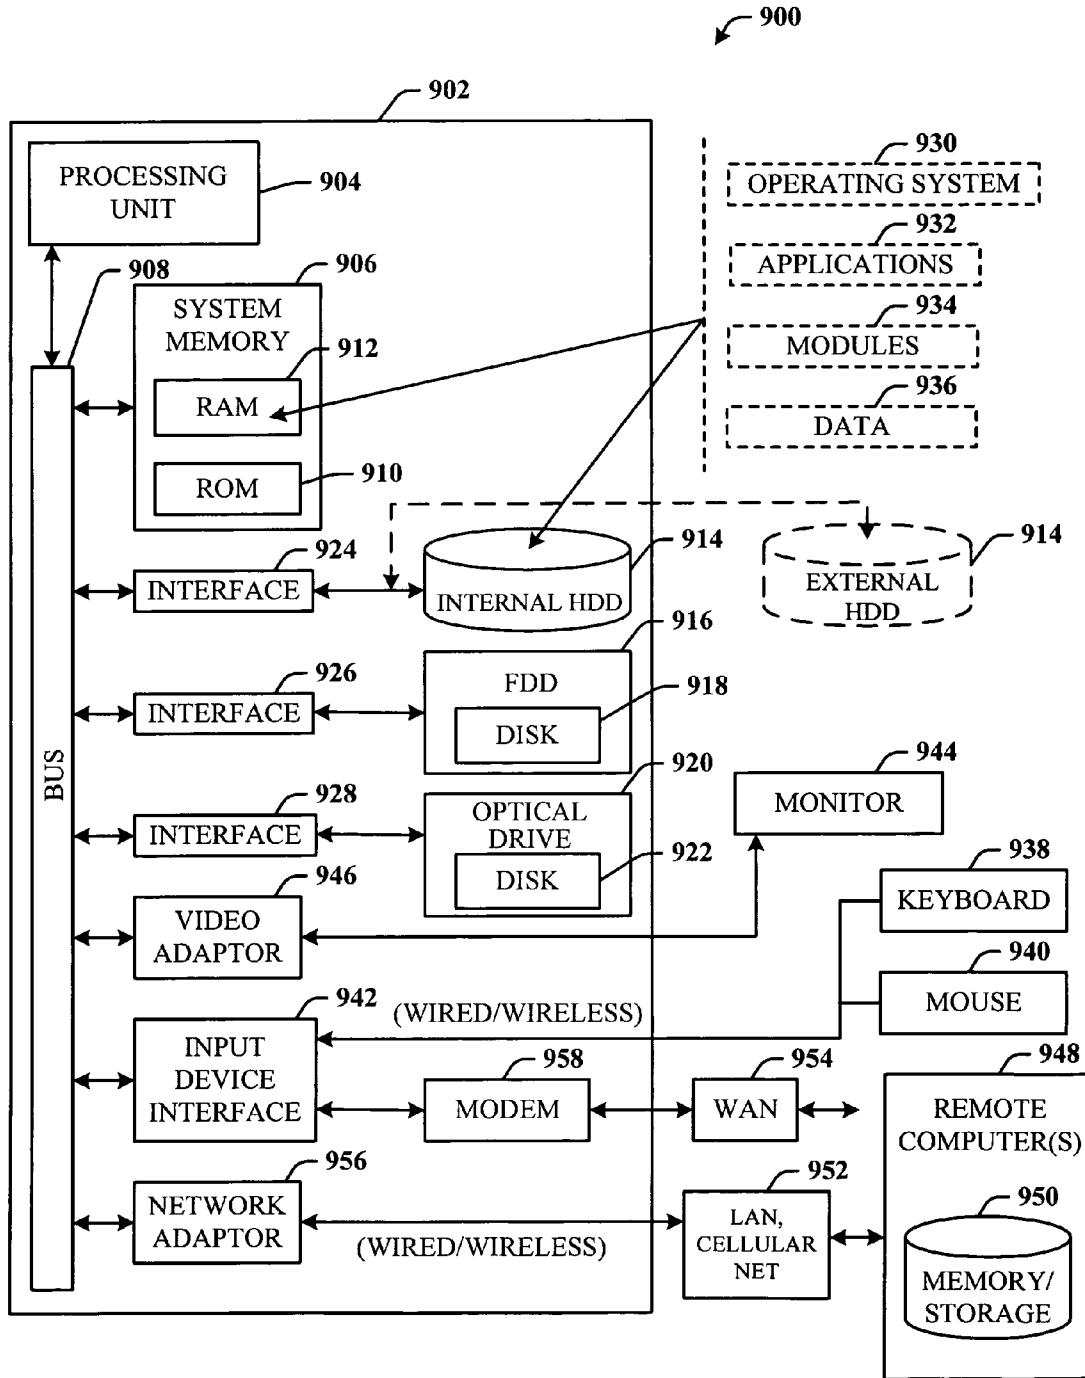 900
902
PROCESSING
UNIT
904
930
OPERATING SYSTEM
932
APPLICATIONS
934
MODULES
936
DATA
908
906
SYSTEM
MEMORY
912
RAM
910
ROM
BUS
924
INTERFACE
914
INTERNAL HDD
914
EXTERNAL
HDD
916
FDD
926
INTERFACE
918
DISK
920
OPTICAL
DRIVE
928
INTERFACE
922
DISK
944
MONITOR
946
VIDEO
ADAPTOR
938
KEYBOARD
940
MOUSE
942
INPUT
DEVICE
INTERFACE
(WIRED/WIRELESS)
958
MODEM
954
WAN
948
REMOTE
COMPUTER(S)
956
NETWORK
ADAPTOR
(WIRED/WIRELESS)
952
LAN,
CELLULAR
NET
950
MEMORY/
STORAGE